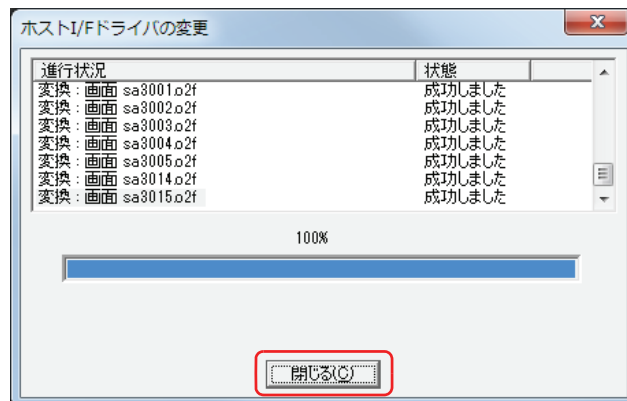 ホストI/Fドライバの変更
進行状況 状態
変換：画面 sa3001.o2f 成功しました
変換：画面 sa3002.o2f 成功しました
変換：画面 sa3003.o2f 成功しました
変換：画面 sa3004.o2f 成功しました
変換：画面 sa3005.o2f 成功しました
変換：画面 sa3014.o2f 成功しました
変換：画面 sa3015.o2f 成功しました
100%
閉じる(C)